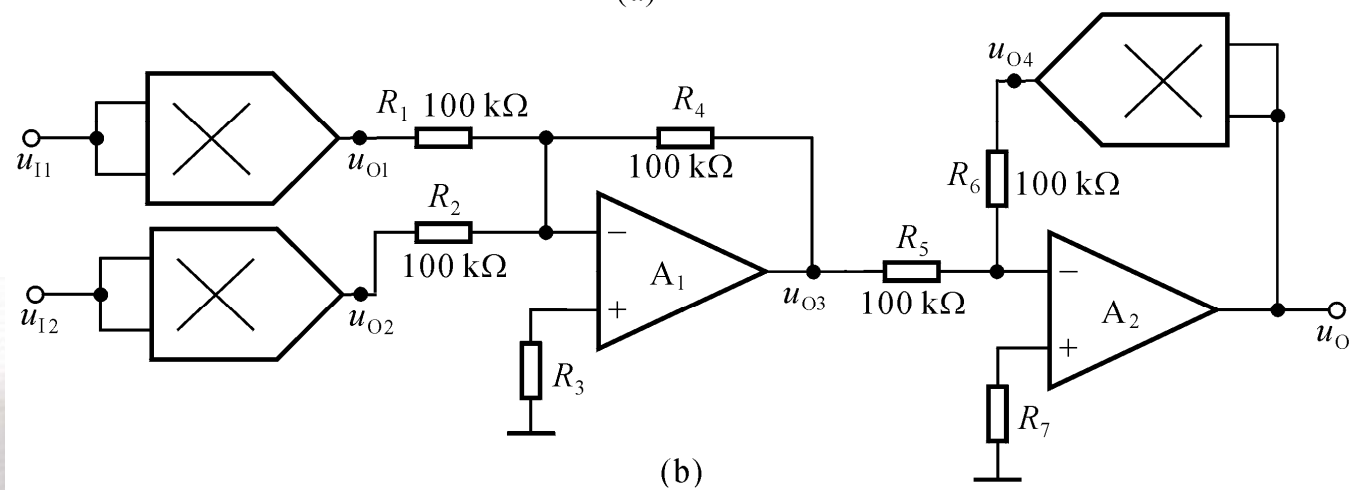 (a)
u_O4
R_1 100 kΩ
R_4
u_I1
u_O1
100 kΩ
R_6 100 kΩ
R_2
R_5
−
−
100 kΩ
A_1
u_I2
u_O2
u_O3
100 kΩ
+
A_2
u_O
+
R_3
R_7
(b)